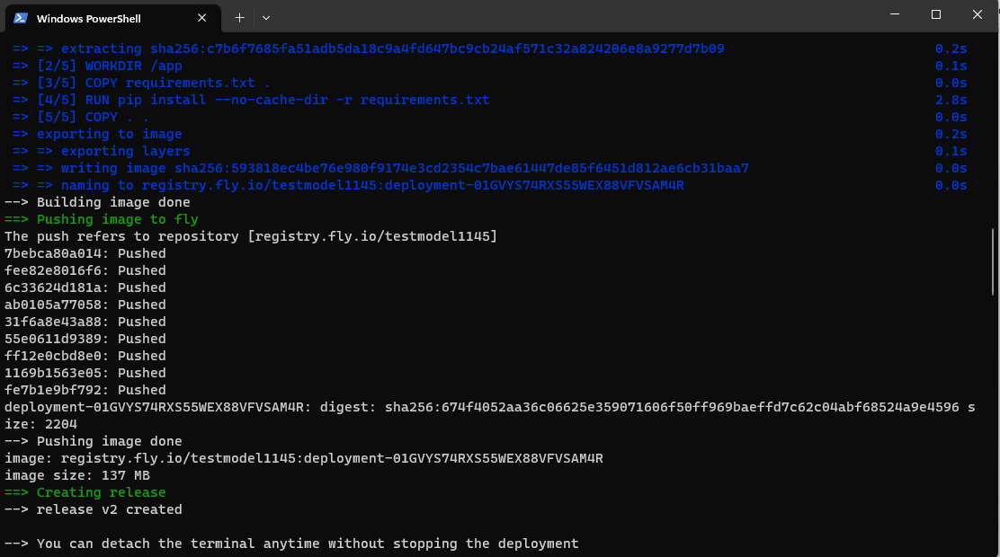 Windows PowerShell
=> => extracting sha256:c7b6f7685fa51adb5da18c9a4fd647bc9cb24af571c32a824206e8a9277d7b09 0.2s
=> [2/5] WORKDIR /app 0.1s
=> [3/5] COPY requirements.txt . 0.0s
=> [4/5] RUN pip install --no-cache-dir -r requirements.txt 2.8s
=> [5/5] COPY . . 0.0s
=> exporting to image 0.2s
=> => exporting layers 0.1s
=> => writing image sha256:593818ec4be76e980f9174e3cd2354c7bae61447de85f6451d812ae6cb31baa7 0.0s
=> => naming to registry.fly.io/testmodel1145:deployment-01GVYS74RXS55WEX88VFVSAM4R 0.0s
--> Building image done
==> Pushing image to fly
The push refers to repository [registry.fly.io/testmodel1145]
7bebca80a014: Pushed
fee82e8016f6: Pushed
6c33624d181a: Pushed
ab0105a77058: Pushed
31f6a8e43a88: Pushed
55e0611d9389: Pushed
ff12e0cbd8e0: Pushed
1169b1563e05: Pushed
fe7b1e9bf792: Pushed
deployment-01GVYS74RXS55WEX88VFVSAM4R: digest: sha256:674f4052aa36c06625e359071606f50ff969baeffd7c62c04abf68524a9e4596 s
ize: 2204
--> Pushing image done
image: registry.fly.io/testmodel1145:deployment-01GVYS74RXS55WEX88VFVSAM4R
image size: 137 MB
==> Creating release
--> release v2 created
--> You can detach the terminal anytime without stopping the deployment